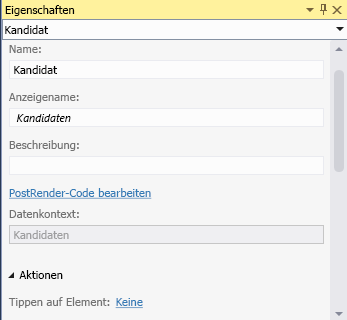 Eigenschaften
Kandidat
Name:
Kandidat
Anzeigename:
Kandidaten
Beschreibung:
PostRender-Code bearbeiten
Datenkontext:
Kandidaten
Aktionen
Tippen auf Element: Keine